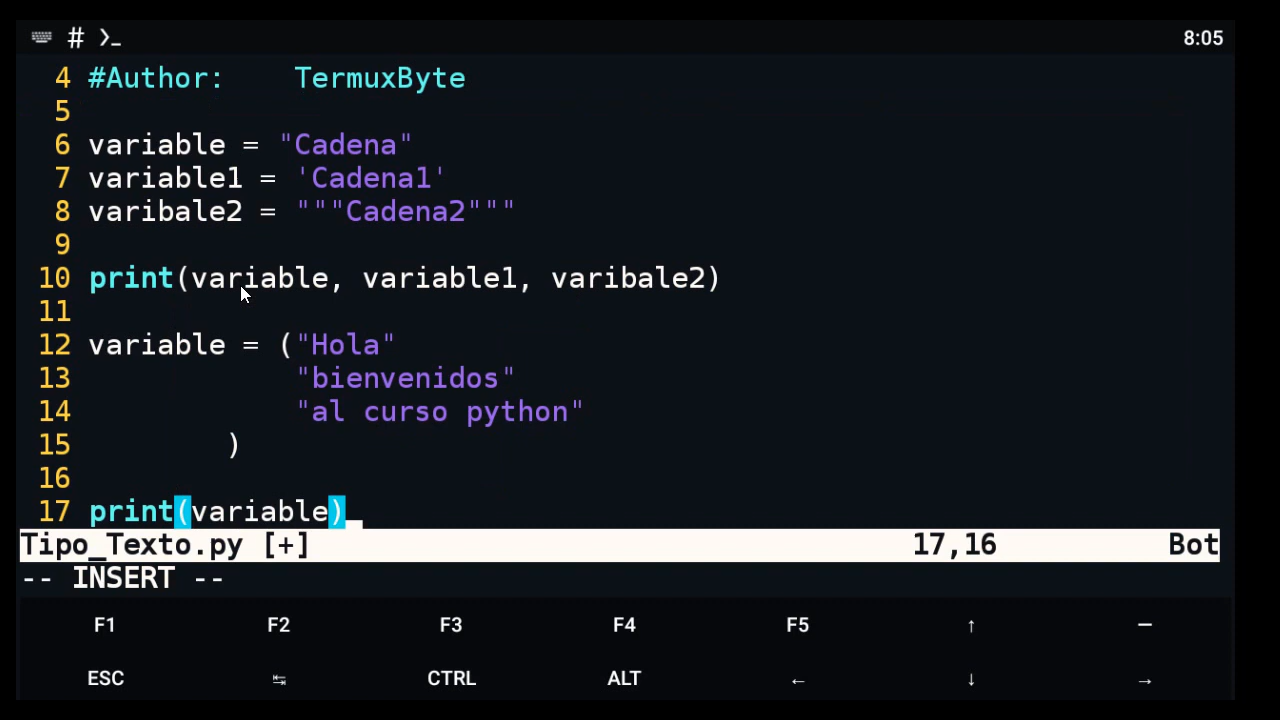 # ❯_ 8:05
4 #Author:    TermuxByte
5
6 variable = "Cadena"
7 variable1 = 'Cadena1'
8 varibale2 = """Cadena2"""
9
10 print(variable, variable1, varibale2)
11
12 variable = ("Hola"
13             "bienvenidos"
14             "al curso python"
15         )
16
17 print(variable)
Tipo_Texto.py [+] 17,16 Bot
-- INSERT --
F1 F2 F3 F4 F5 ↑ —
ESC ↹ CTRL ALT ← ↓ →